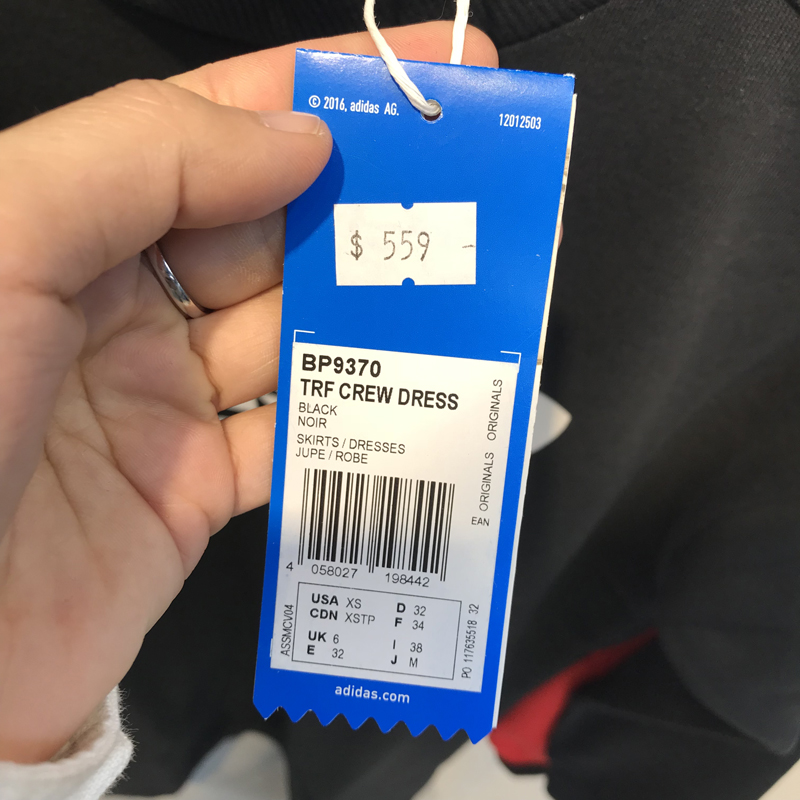 © 2016, adidas AG.
12012503
$ 559 -
BP9370
TRF CREW DRESS
BLACK
NOIR
SKIRTS / DRESSES
JUPE / ROBE
ORIGINALS ORIGINALS
EAN
4 058027 198442
ASSMCV04
USA XS D 32
CDN XSTP F 34
UK 6 I 38
E 32 J M
PO 117635518 32
adidas.com